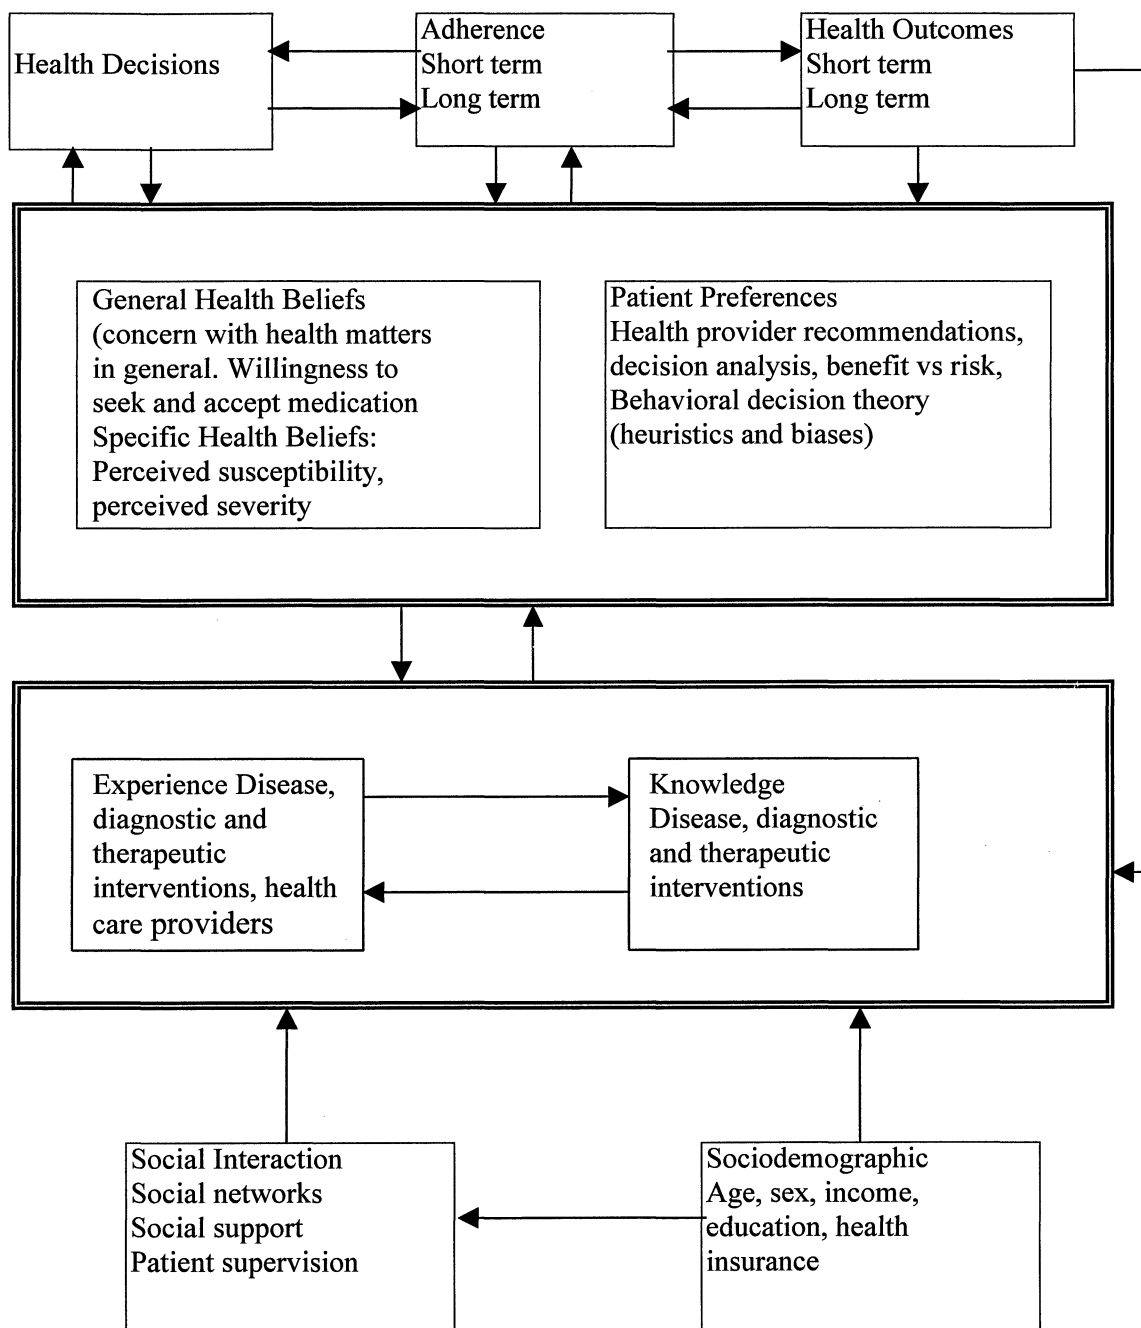 Health Decisions
Adherence
Short term
Long term
Health Outcomes
Short term
Long term
General Health Beliefs
(concern with health matters
in general. Willingness to
seek and accept medication
Specific Health Beliefs:
Perceived susceptibility,
perceived severity
Patient Preferences
Health provider recommendations,
decision analysis, benefit vs risk,
Behavioral decision theory
(heuristics and biases)
Experience Disease,
diagnostic and
therapeutic
interventions, health
care providers
Knowledge
Disease, diagnostic
and therapeutic
interventions
Social Interaction
Social networks
Social support
Patient supervision
Sociodemographic
Age, sex, income,
education, health
insurance